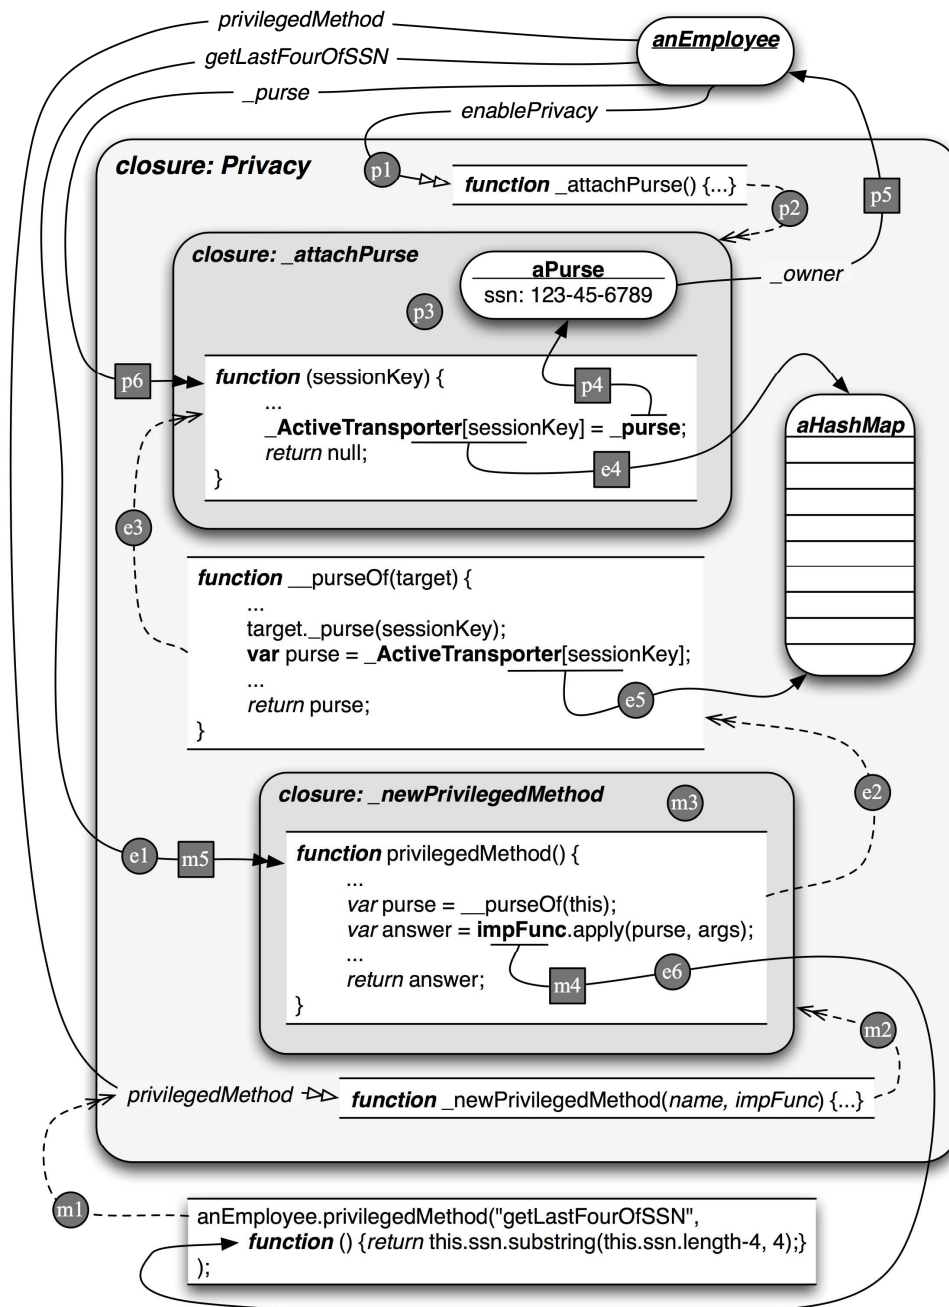 privilegedMethod
anEmployee
getLastFourOfSSN
_purse
enablePrivacy
closure: Privacy
p1
function _attachPurse() {...}
p5
p2
closure: _attachPurse
aPurse
ssn: 123-45-6789
_owner
p3
p6
function (sessionKey) {
p4
...
_ActiveTransporter[sessionKey] = _purse;
return null;
}
e4
aHashMap
e3
function __purseOf(target) {
...
target._purse(sessionKey);
var purse = _ActiveTransporter[sessionKey];
...
return purse;
}
e5
e2
closure: _newPrivilegedMethod
m3
e1
m5
function privilegedMethod() {
...
var purse = __purseOf(this);
var answer = impFunc.apply(purse, args);
...
return answer;
}
m4
e6
m2
privilegedMethod
function _newPrivilegedMethod(name, impFunc) {...}
m1
anEmployee.privilegedMethod("getLastFourOfSSN",
function () {return this.ssn.substring(this.ssn.length-4, 4);}
);